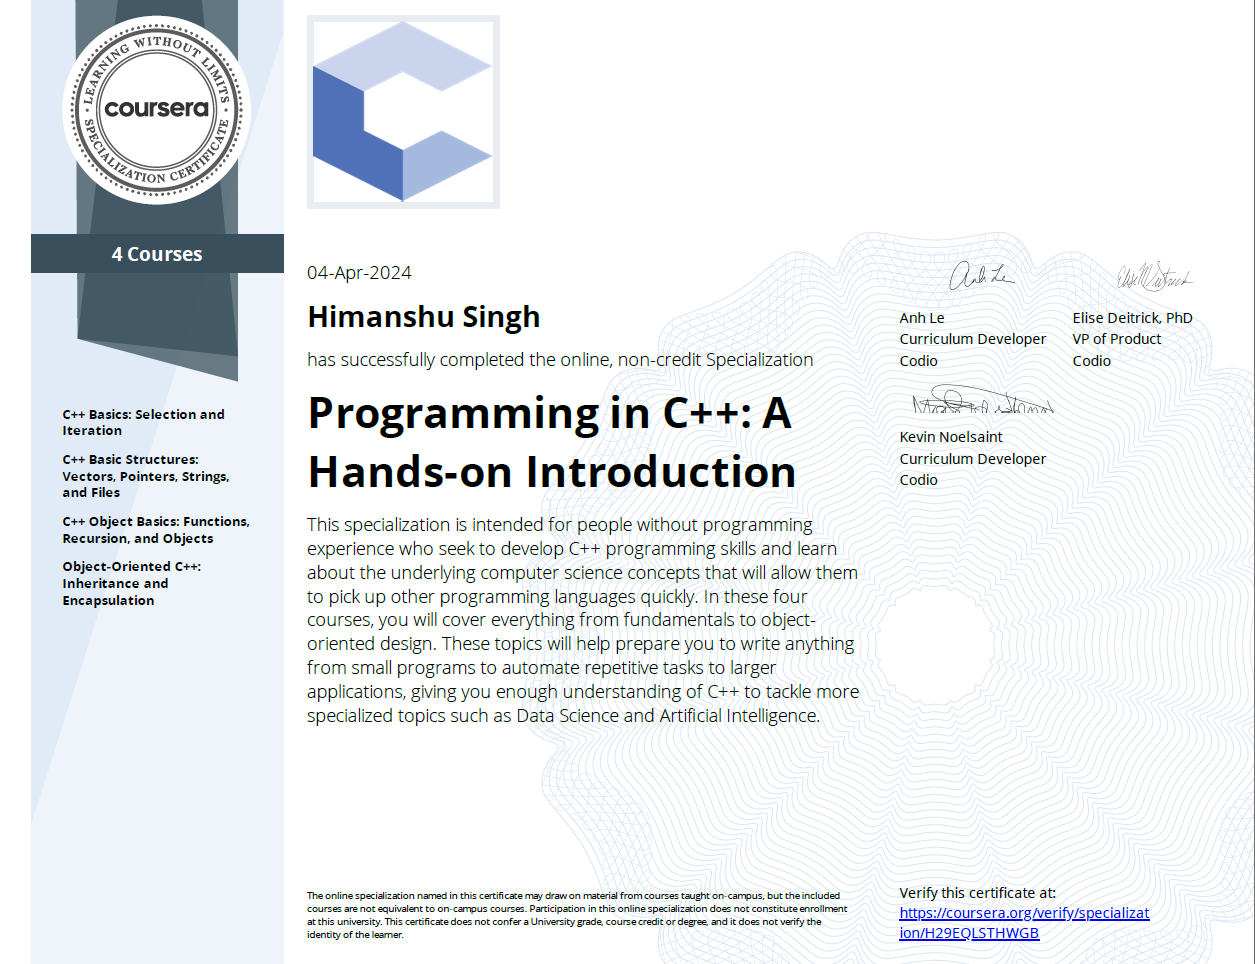 LEARNING WITHOUT LIMITS
coursera
SPECIALIZATION CERTIFICATE
4 Courses
C++ Basics: Selection and
Iteration
C++ Basic Structures:
Vectors, Pointers, Strings,
and Files
C++ Object Basics: Functions,
Recursion, and Objects
Object-Oriented C++:
Inheritance and
Encapsulation
04-Apr-2024
Himanshu Singh
has successfully completed the online, non-credit Specialization
Programming in C++: A
Hands-on Introduction
This specialization is intended for people without programming
experience who seek to develop C++ programming skills and learn
about the underlying computer science concepts that will allow them
to pick up other programming languages quickly. In these four
courses, you will cover everything from fundamentals to object-
oriented design. These topics will help prepare you to write anything
from small programs to automate repetitive tasks to larger
applications, giving you enough understanding of C++ to tackle more
specialized topics such as Data Science and Artificial Intelligence.
Anh Le
Anh Le
Curriculum Developer
Codio
Elise Deitrick, PhD
VP of Product
Codio
Kevin Noelsaint
Curriculum Developer
Codio
The online specialization named in this certificate may draw on material from courses taught on-campus, but the included
courses are not equivalent to on-campus courses. Participation in this online specialization does not constitute enrollment
at this university. This certificate does not confer a University grade, course credit or degree, and it does not verify the
identity of the learner.
Verify this certificate at:
https://coursera.org/verify/specializat
ion/H29EQLSTHWGB